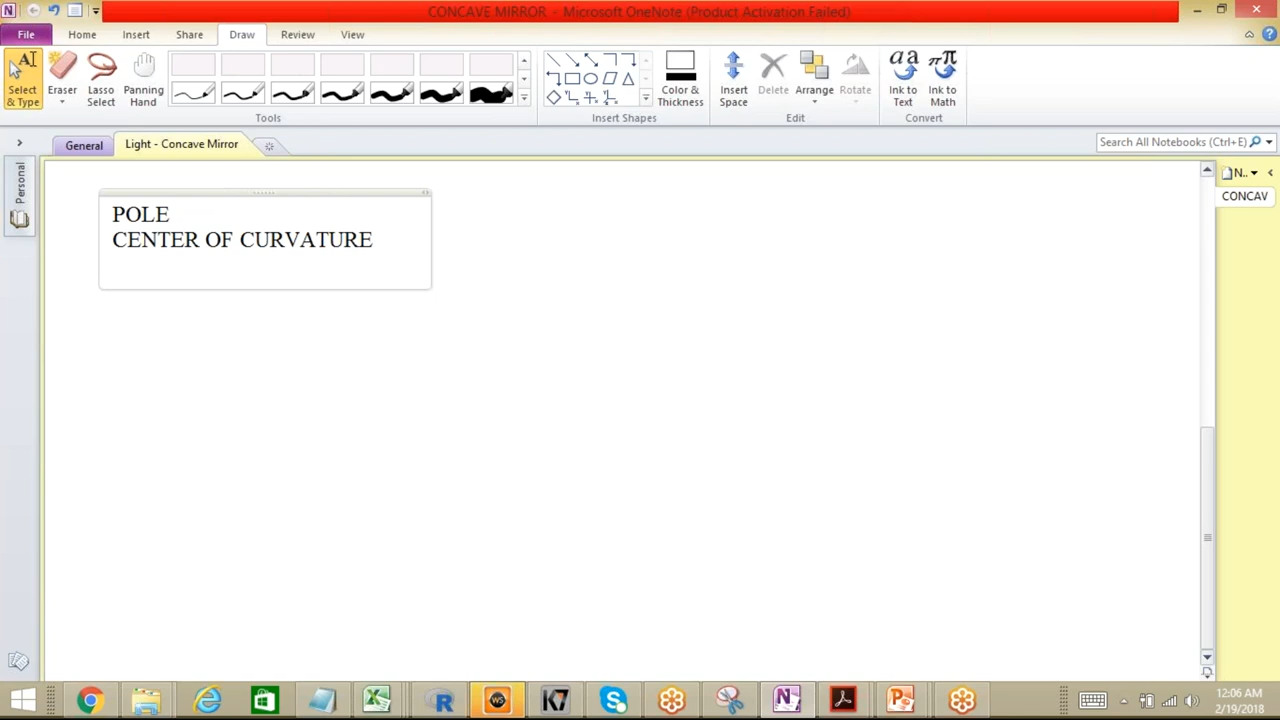 CONCAVE MIRROR - Microsoft OneNote (Product Activation Failed)
File Home Insert Share Draw Review View
Select & Type
Eraser
Lasso Select
Panning Hand
Color & Thickness
Insert Space
Delete
Arrange
Rotate
Ink to Text
Ink to Math
Tools
Insert Shapes
Edit
Convert
General
Light - Concave Mirror
Search All Notebooks (Ctrl+E)
Personal
N..
CONCAV
POLE
CENTER OF CURVATURE
12:06 AM
2/19/2018